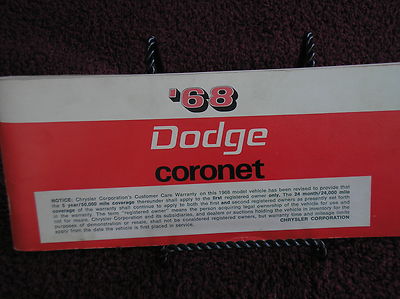 '68
Dodge
coronet
NOTICE: Chrysler Corporation's Customer Care Warranty on this 1968 model vehicle has been revised to provide that
the 5 year/50,000 mile coverage thereunder shall apply to the first registered owner only. The 24 month/24,000 mile
coverage of the warranty shall continue to apply to both the first and second registered owners as presently set forth
in the warranty. The term "registered owner" means the person acquiring legal ownership of the vehicle for use and
not for resale. Chrysler Corporation and its subsidiaries, and dealers or others holding the vehicle in inventory for the
purposes of demonstration or resale, shall not be considered registered owners, but warranty time and mileage limits
apply from the date the vehicle is first placed in service.
CHRYSLER CORPORATION